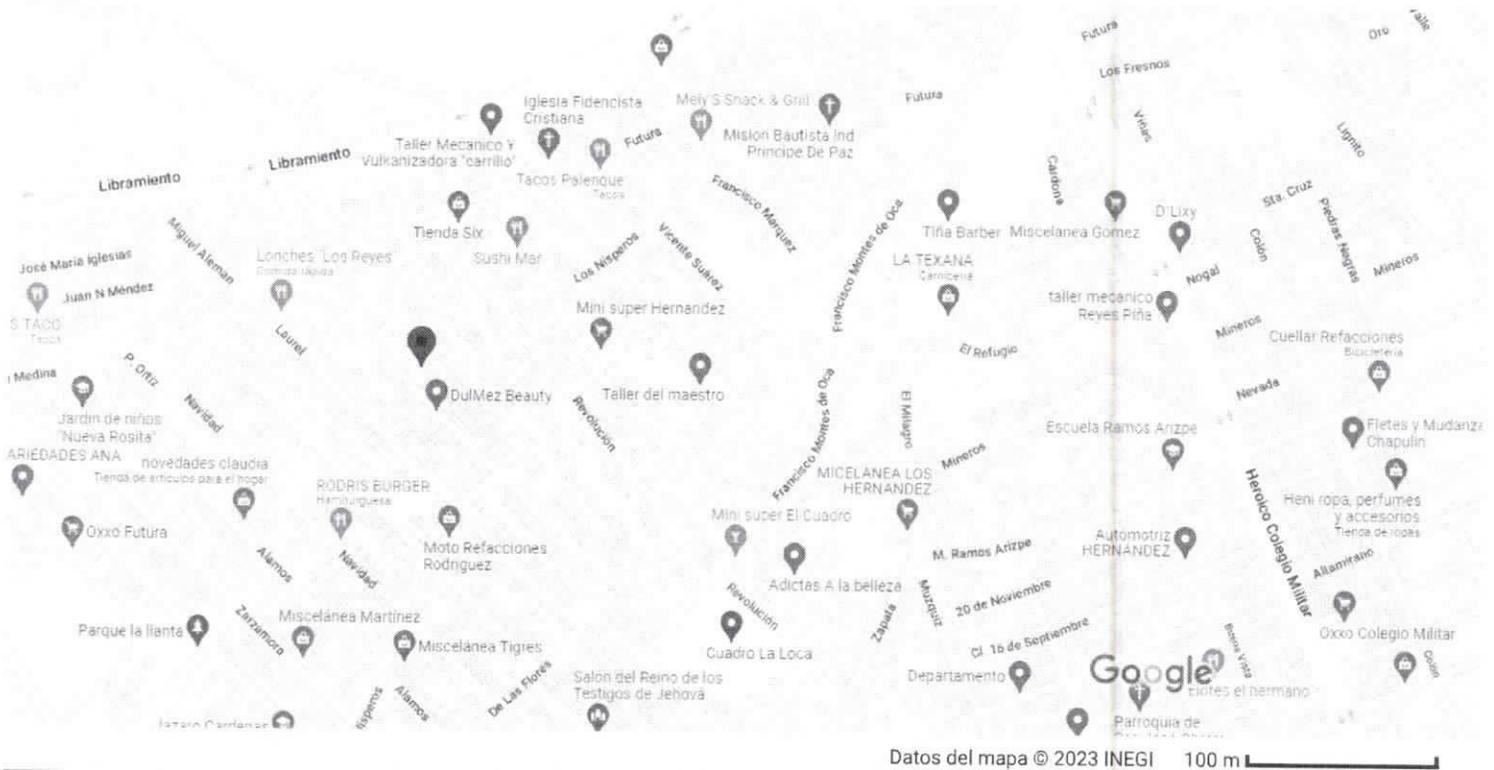 Futura
Oro
Valle
Los Fresnos
Iglesia Fidencista
Cristiana
Mely'S Snack & Grill
Futura
Taller Mecanico Y
Vulkanizadora "carrillo"
Futura
Mision Bautista Ind
Principe De Paz
Viñas
Lignito
Libramiento
Libramiento
Tacos Palenque
Tacos
Francisco Marquez
Cardona
Sta. Cruz
Piedras Negras
Tienda Six
Sushi Mar
Miguel Aleman
Los Nisperos
Vicente Suárez
Francisco Montes de Oca
Tiña Barber
Miscelanea Gomez
D'Lixy
Colón
José María Iglesias
Lonches "Los Reyes"
Comida rápida
LA TEXANA
Carnicería
Nogal
Mineros
Juan N Méndez
S TACO
Tacos
Mini super Hernandez
taller mecanico
Reyes Piña
Mineros
Laurel
Cuellar Refacciones
Bicicletería
El Refugio
Medina
P. Ortiz
DulMez Beauty
Taller del maestro
Nevada
Jardin de niños
"Nueva Rosita"
Navidad
Revolución
Francisco Montes de Oca
El Milagro
Escuela Ramos Arizpe
Fletes y Mudanza
Chapulin
ARIEDADES ANA
novedades claudia
Tienda de artículos para el hogar
RODRIS BURGER
Hamburguesa
Mineros
MICELANEA LOS
HERNANDEZ
Heroico Colegio Militar
Heni ropa, perfumes
y accesorios
Tienda de ropas
Oxxo Futura
Mini super El Cuadro
Automotriz
HERNANDEZ
Moto Refacciones
Rodriguez
M. Ramos Arizpe
Alamos
Navidad
Adictas A la belleza
Altamirano
Revolución
Muzquiz
20 de Noviembre
Zarzamora
Miscelánea Martínez
Parque la llanta
Miscelánea Tigres
Zapata
Cl. 16 de Septiembre
Oxxo Colegio Militar
Cuadro La Loca
Buena Vista
Colón
De Las Flores
Salón del Reino de los
Testigos de Jehová
Departamento
Google
Elotes el hermano
ísperos
Alamos
lazaro Cardenas
Parroquia de
Datos del mapa © 2023 INEGI
100 m